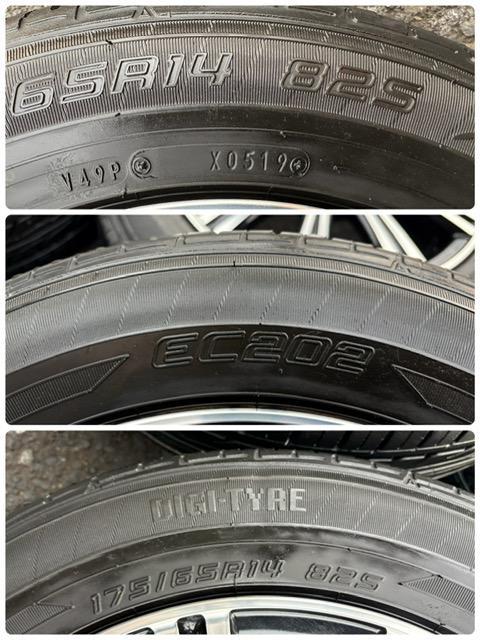 65R14 82S
V49P X0519
EC202
DIGI-TYRE
175/65R14 82S